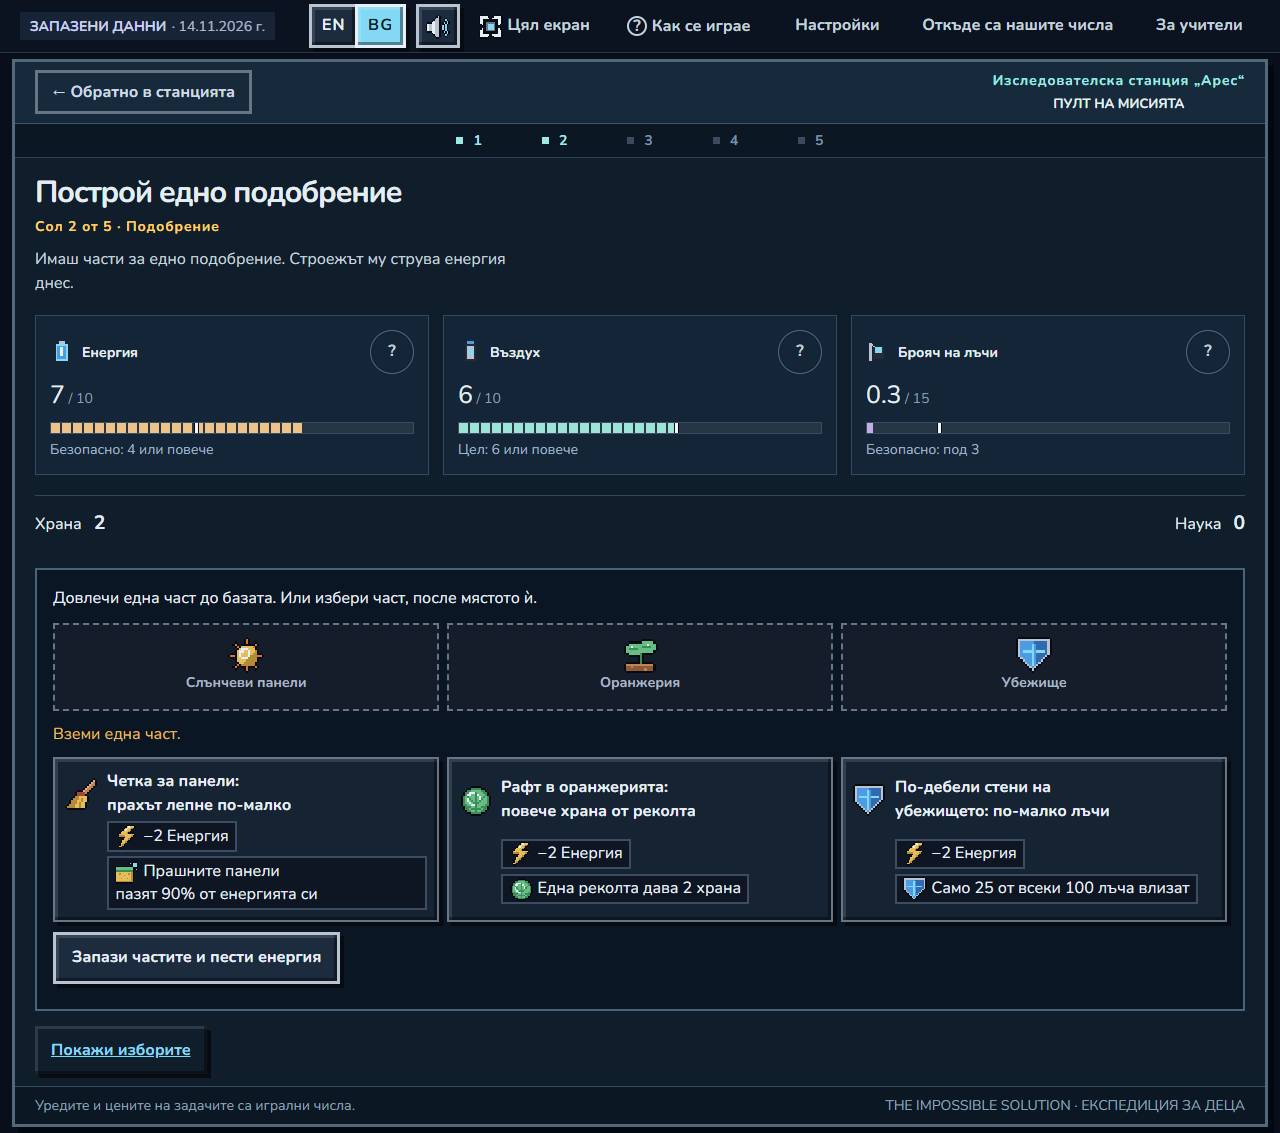 ЗАПАЗЕНИ ДАННИ · 14.11.2026 г.
EN BG
Цял екран
? Как се играе
Настройки
Откъде са нашите числа
За учители
← Обратно в станцията
Изследователска станция „Арес“
ПУЛТ НА МИСИЯТА
1 2 3 4 5
Построй едно подобрение
Сол 2 от 5 · Подобрение
Имаш части за едно подобрение. Строежът му струва енергия
днес.
Енергия ?
7 / 10
Безопасно: 4 или повече
Въздух ?
6 / 10
Цел: 6 или повече
Брояч на лъчи ?
0.3 / 15
Безопасно: под 3
Храна 2
Наука 0
Довлечи една част до базата. Или избери част, после мястото ѝ.
Слънчеви панели
Оранжерия
Убежище
Вземи една част.
Четка за панели:
прахът лепне по-малко
−2 Енергия
Прашните панели
пазят 90% от енергията си
Рафт в оранжерията:
повече храна от реколта
−2 Енергия
Една реколта дава 2 храна
По-дебели стени на
убежището: по-малко лъчи
−2 Енергия
Само 25 от всеки 100 лъча влизат
Запази частите и пести енергия
Покажи изборите
Уредите и цените на задачите са игрални числа.
THE IMPOSSIBLE SOLUTION · ЕКСПЕДИЦИЯ ЗА ДЕЦА